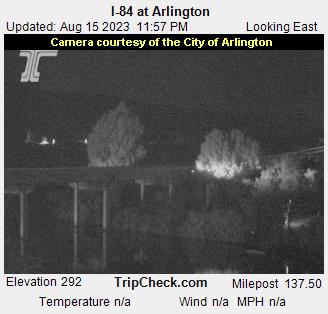 I-84 at Arlington
Updated: Aug 15 2023 11:57 PM Looking East
Camera courtesy of the City of Arlington
Elevation 292 TripCheck.com Milepost 137.50
Temperature n/a Wind n/a MPH n/a